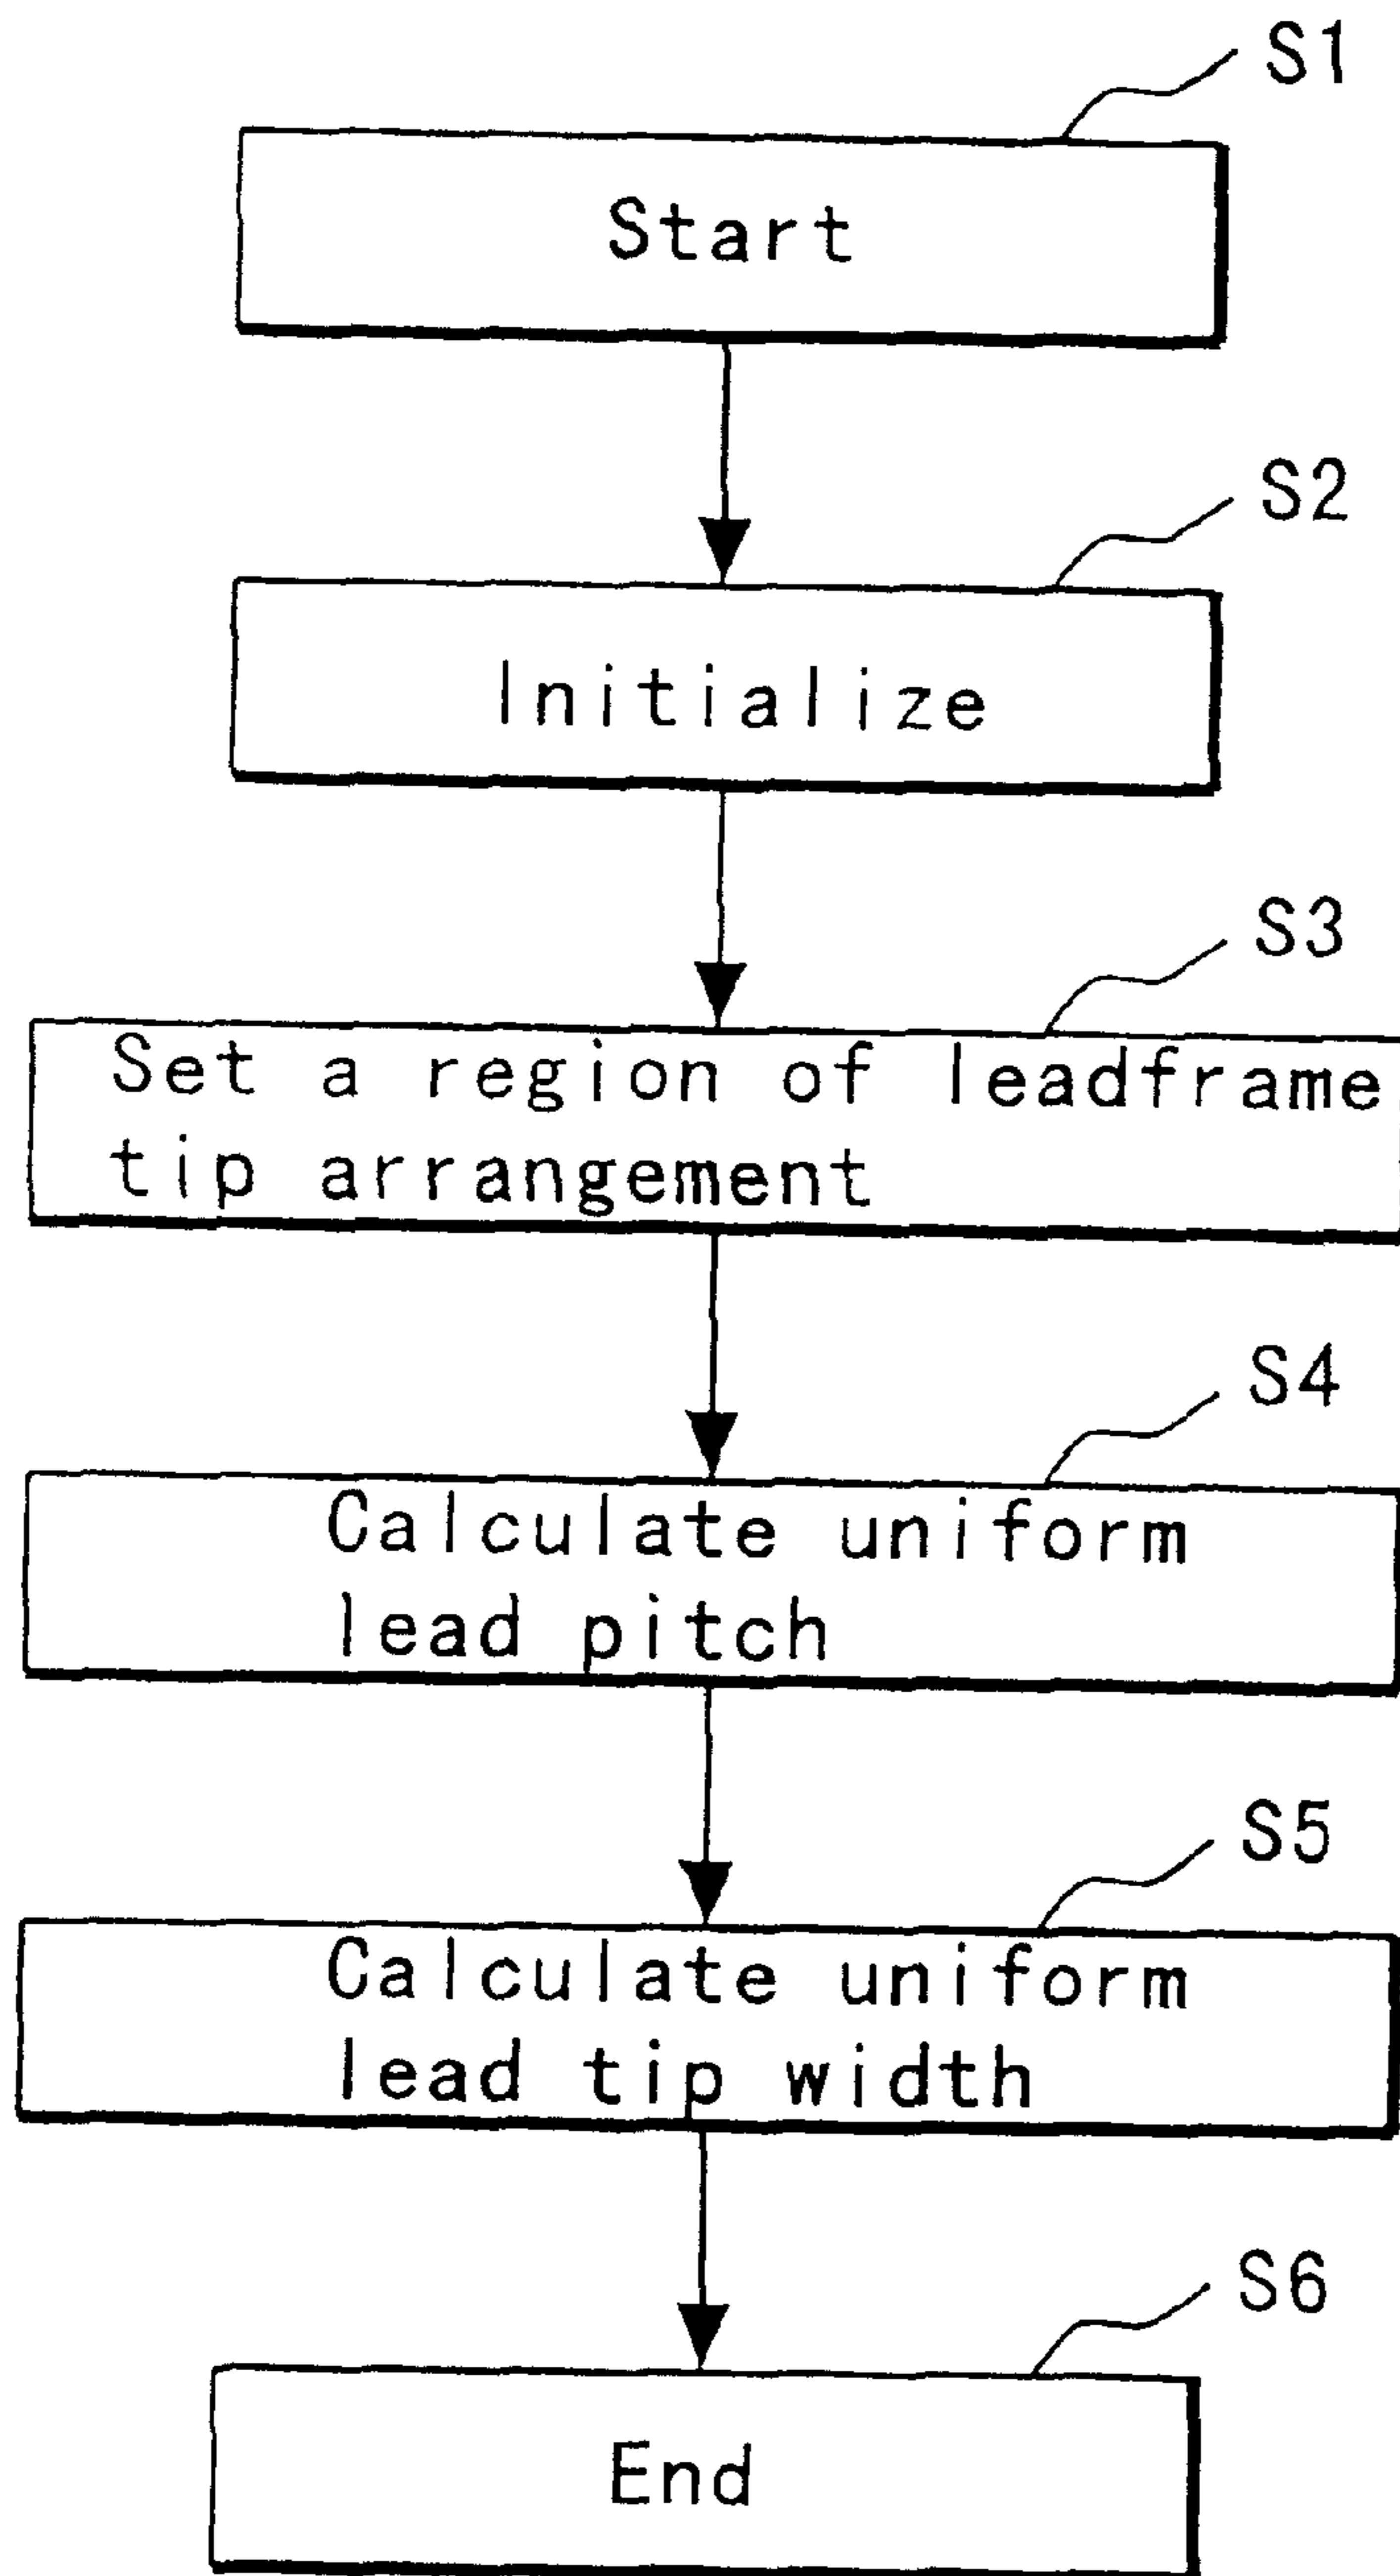 S1
Start
S2
Initialize
S3
Set a region of leadframe
tip arrangement
S4
Calculate uniform
lead pitch
S5
Calculate uniform
lead tip width
S6
End